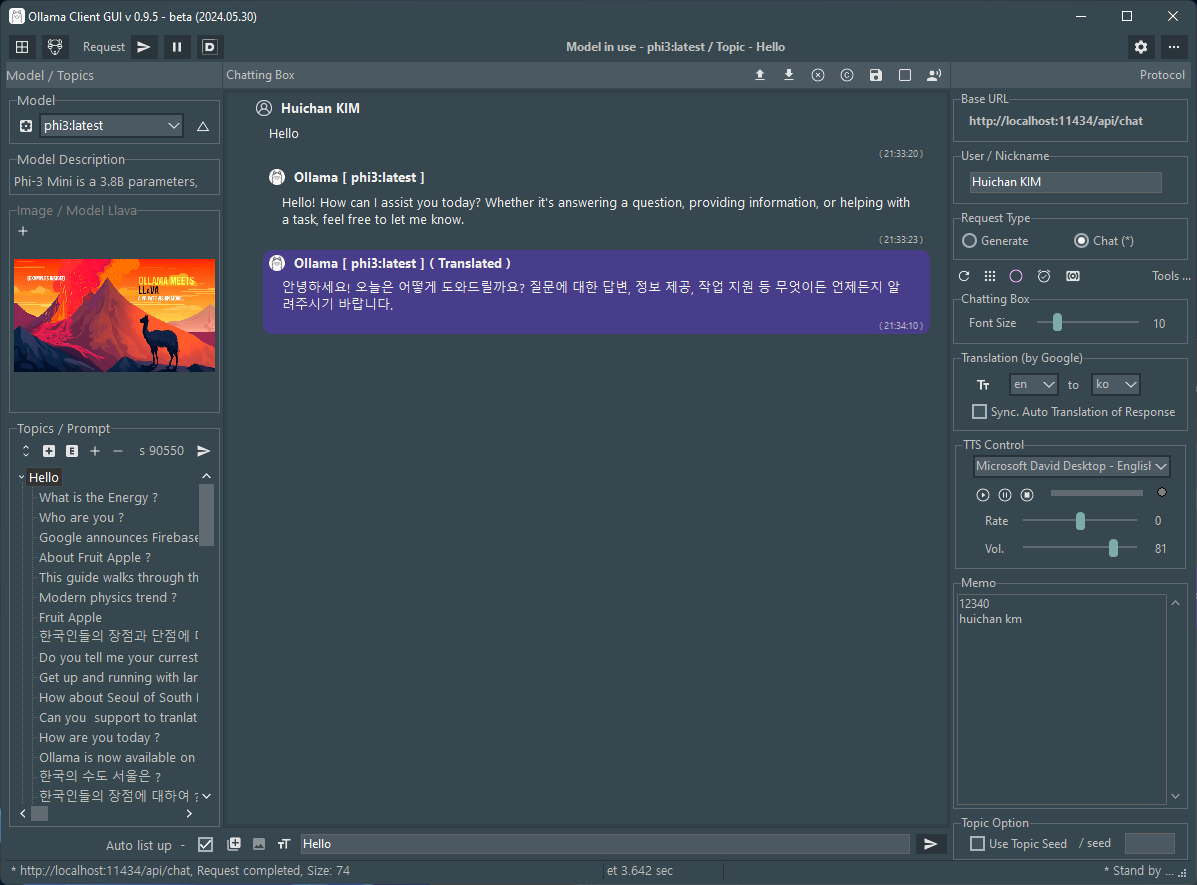 Ollama Client GUI v 0.9.5 - beta (2024.05.30)
Request
D
Model in use - phi3:latest / Topic - Hello
Model / Topics
Chatting Box
Protocol
Model
phi3:latest
Model Description
Phi-3 Mini is a 3.8B parameters,
Image / Model Llava
(EXAMPLES INSIDE!)
OLLAMA MEETS
LLaVA
Topics / Prompt
E
s 90550
Hello
What is the Energy ?
Who are you ?
Google announces Firebase
About Fruit Apple ?
This guide walks through th
Modern physics trend ?
Fruit Apple
한국인들의 장점과 단점에
Do you tell me your currest
Get up and running with lar
How about Seoul of South
Can you  support to tranlat
How are you today ?
Ollama is now available on
한국의 수도 서울은 ?
한국인들의 장점에 대하여 ?
Huichan KIM
Hello
( 21:33:20 )
Ollama [ phi3:latest ]
Hello! How can I assist you today? Whether it's answering a question, providing information, or helping with
a task, feel free to let me know.
( 21:33:23 )
Ollama [ phi3:latest ] ( Translated )
안녕하세요! 오늘은 어떻게 도와드릴까요? 질문에 대한 답변, 정보 제공, 작업 지원 등 무엇이든 언제든지 알
려주시기 바랍니다.
( 21:34:10 )
Base URL
http://localhost:11434/api/chat
User / Nickname
Huichan KIM
Request Type
Generate
Chat (*)
Tools ...
Chatting Box
Font Size
10
Translation (by Google)
Tт
en
to
ko
Sync. Auto Translation of Response
TTS Control
Microsoft David Desktop - English
Rate
0
Vol.
81
Memo
12340
huichan km
Topic Option
Use Topic Seed
/ seed
Auto list up  -
тT
Hello
* http://localhost:11434/api/chat, Request completed, Size: 74
et 3.642 sec
* Stand by ...